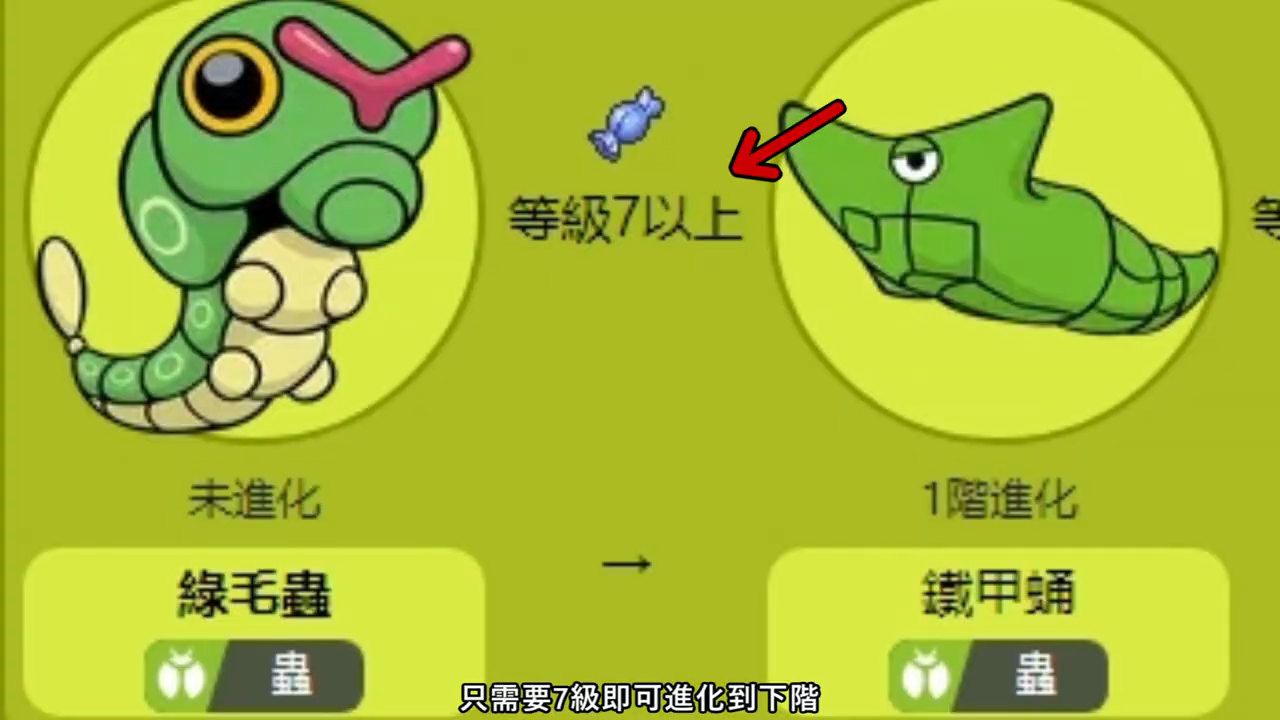 等級7以上
等
未進化
1階進化
綠毛蟲
→
鐵甲蛹
蟲
蟲
只需要7級即可進化到下階